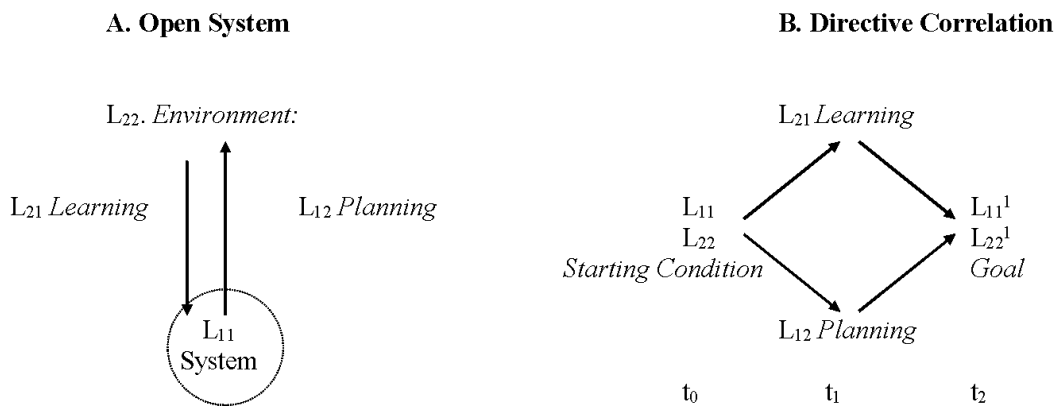 A. Open System
L22. Environment:
L21 Learning
L12 Planning
L11
System
B. Directive Correlation
L21 Learning
L11
L22
Starting Condition
L11¹
L22¹
Goal
L12 Planning
t0
t1
t2